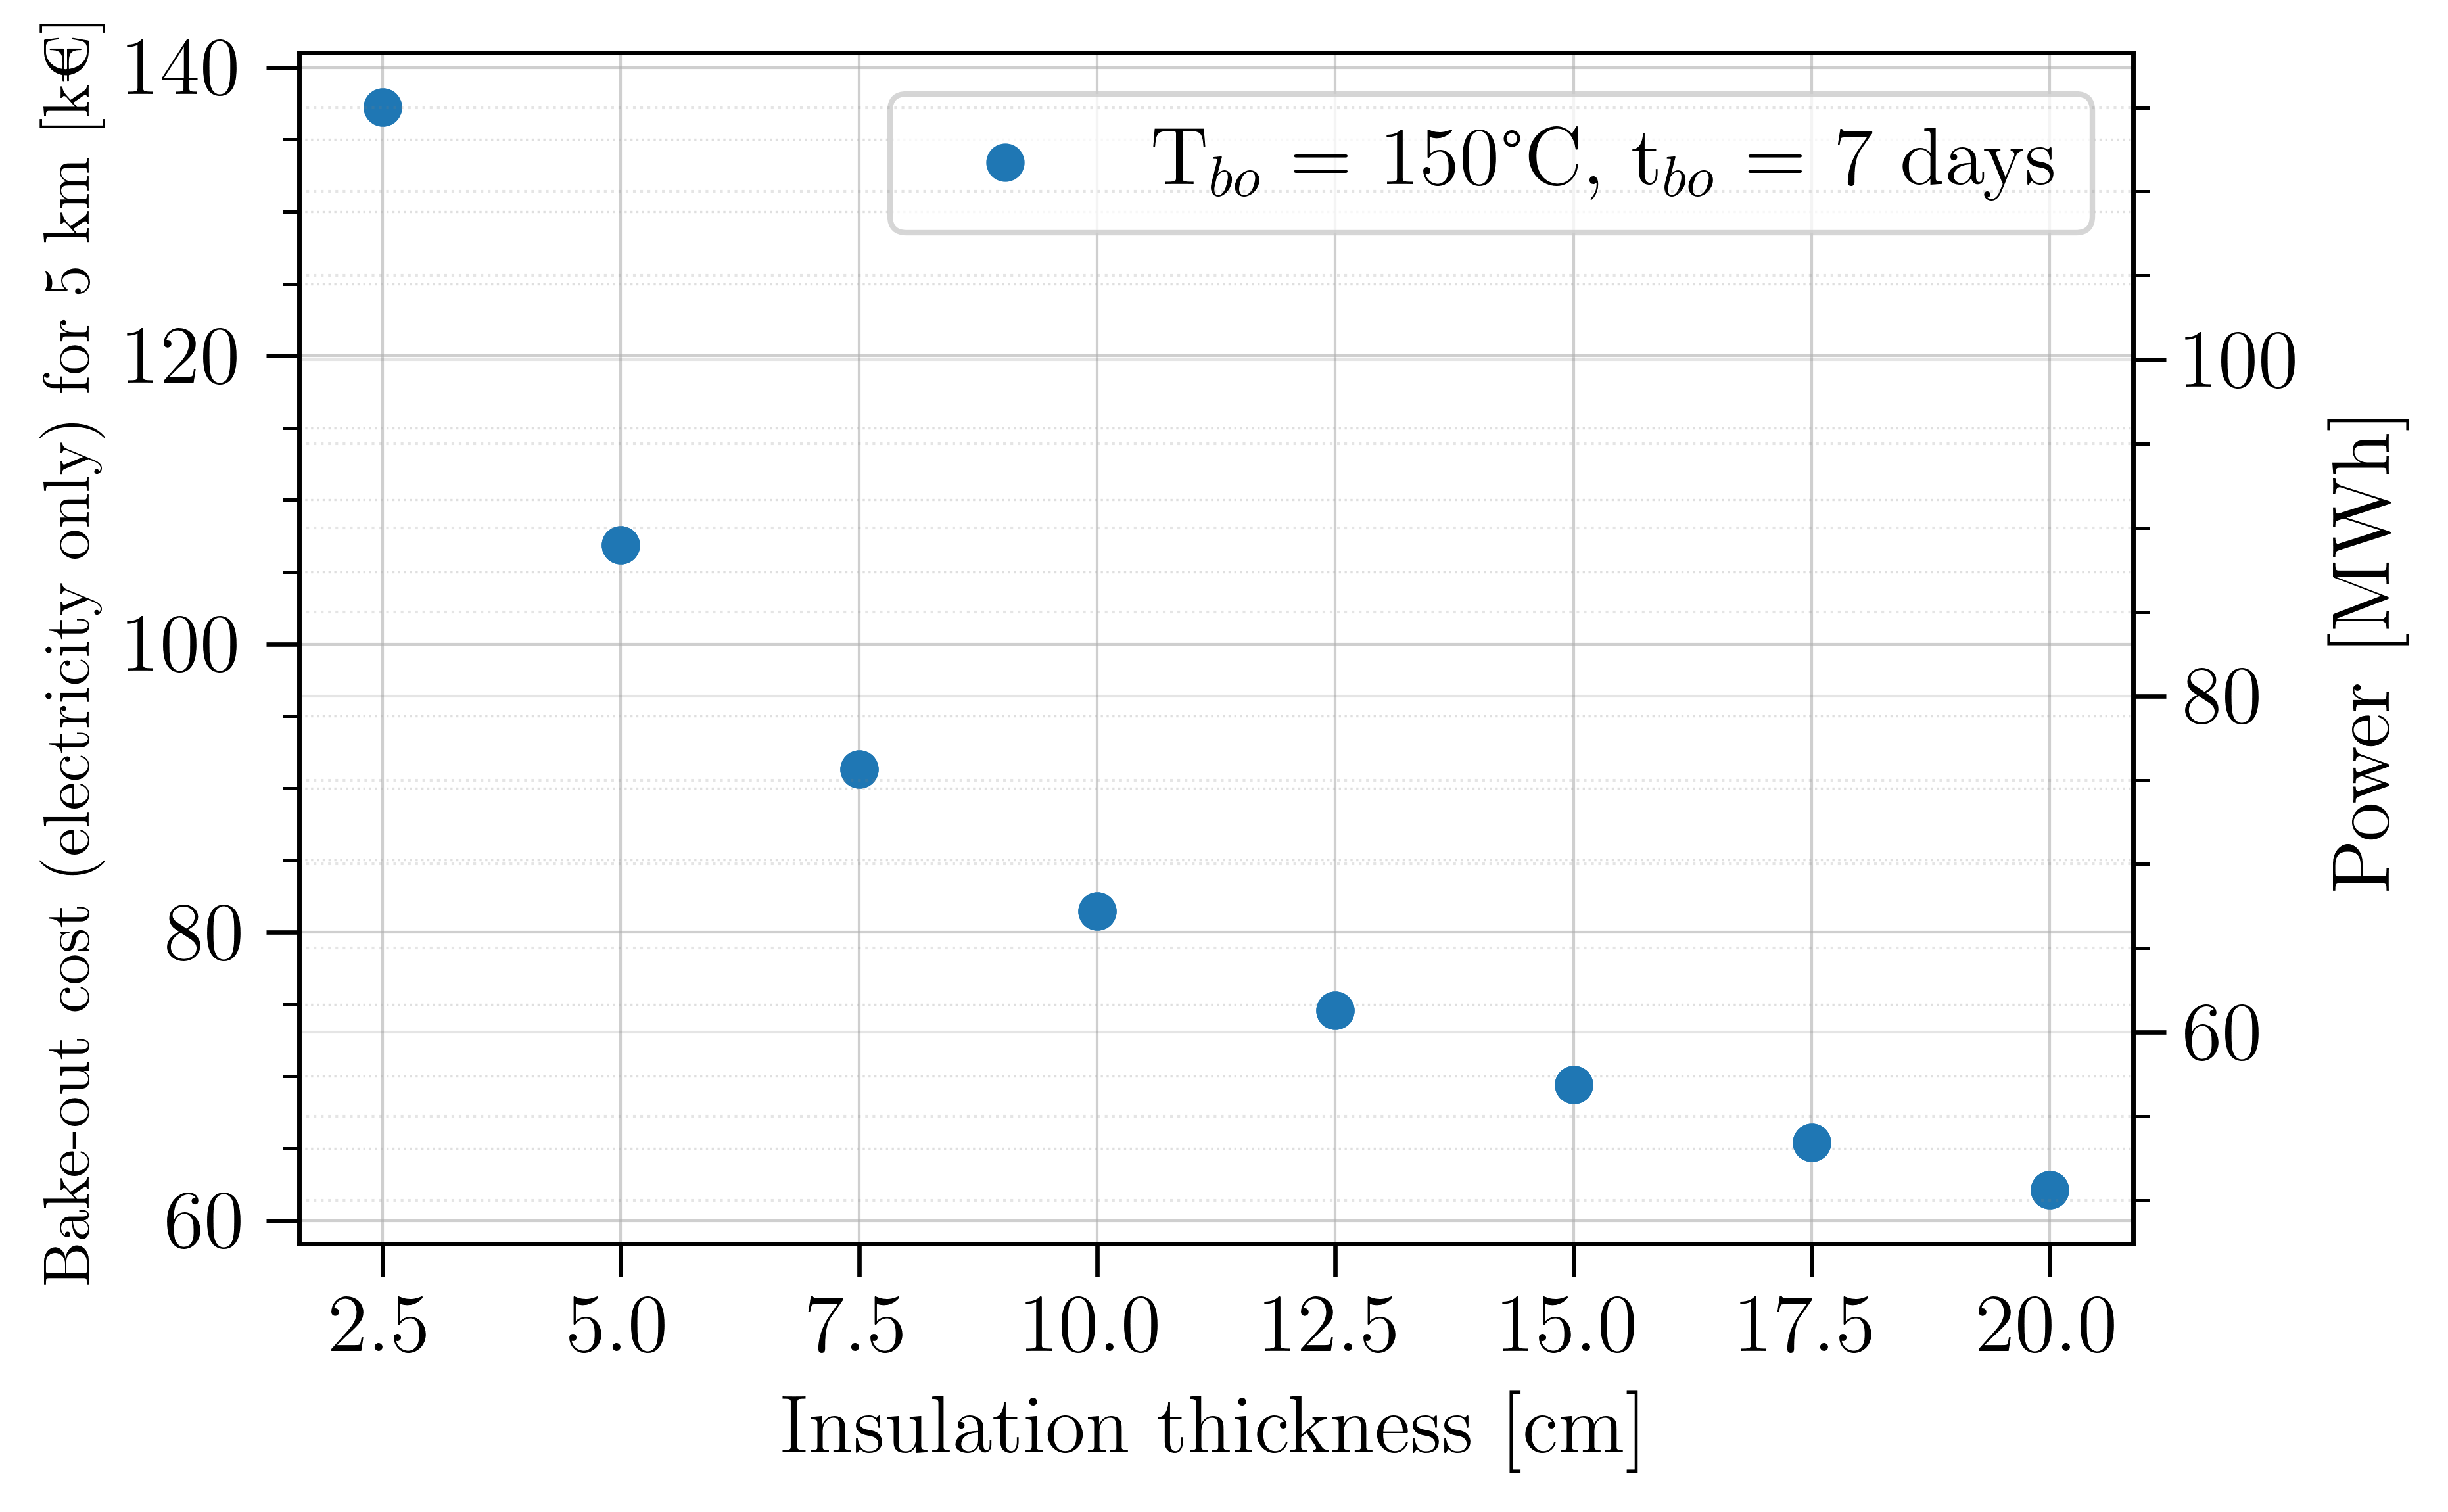 Bake-out cost (electricity only) for 5 km [k€]
140
120
100
80
60
T_bo = 150°C, t_bo = 7 days
100
80
60
Power [MWh]
2.5 5.0 7.5 10.0 12.5 15.0 17.5 20.0
Insulation thickness [cm]